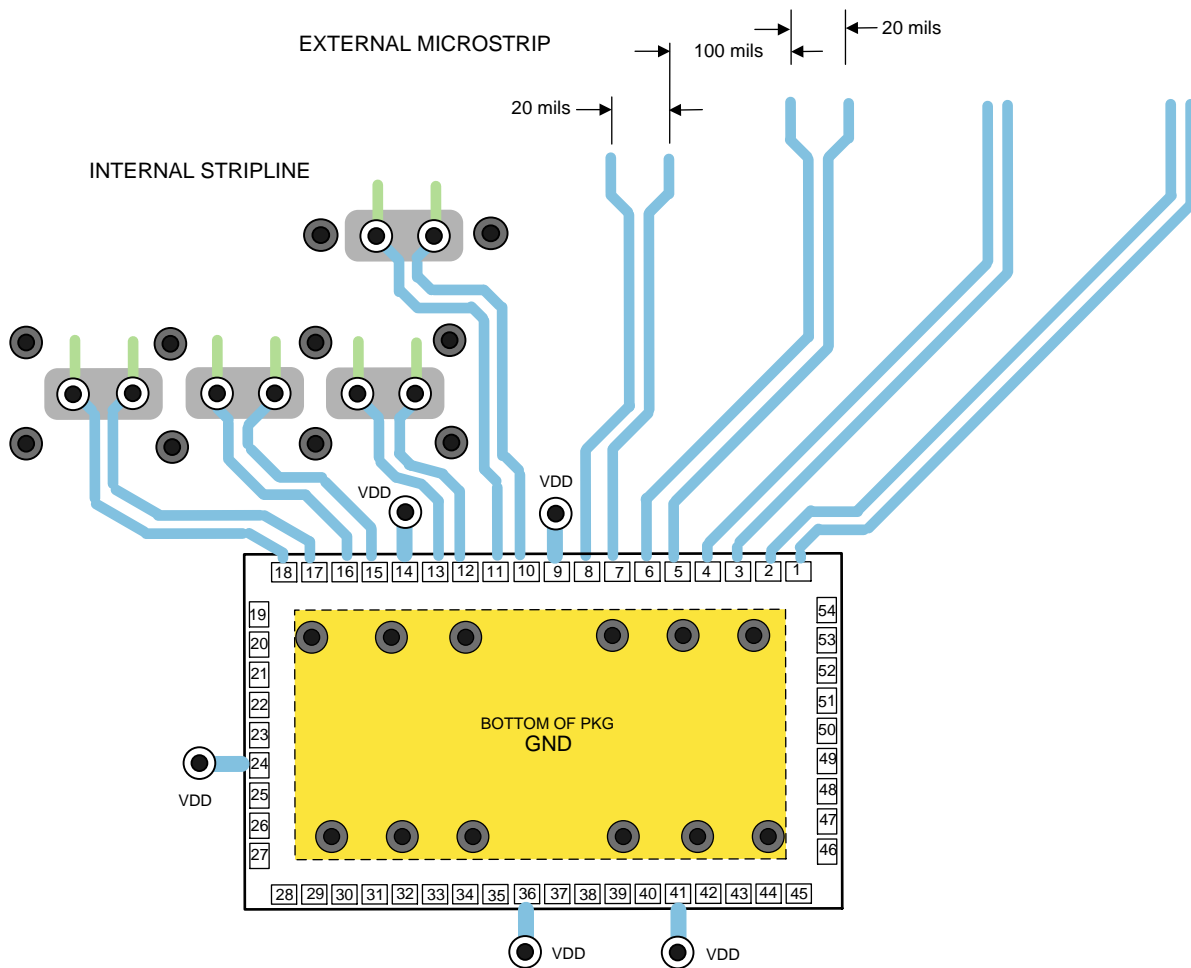 EXTERNAL MICROSTRIP
20 mils
100 mils
20 mils
INTERNAL STRIPLINE
VDD
VDD
18 17 16 15 14 13 12 11 10 9 8 7 6 5 4 3 2 1
19
20
21
22
23
24
25
26
27
54
53
52
51
50
49
48
47
46
BOTTOM OF PKG
GND
VDD
28 29 30 31 32 33 34 35 36 37 38 39 40 41 42 43 44 45
VDD
VDD